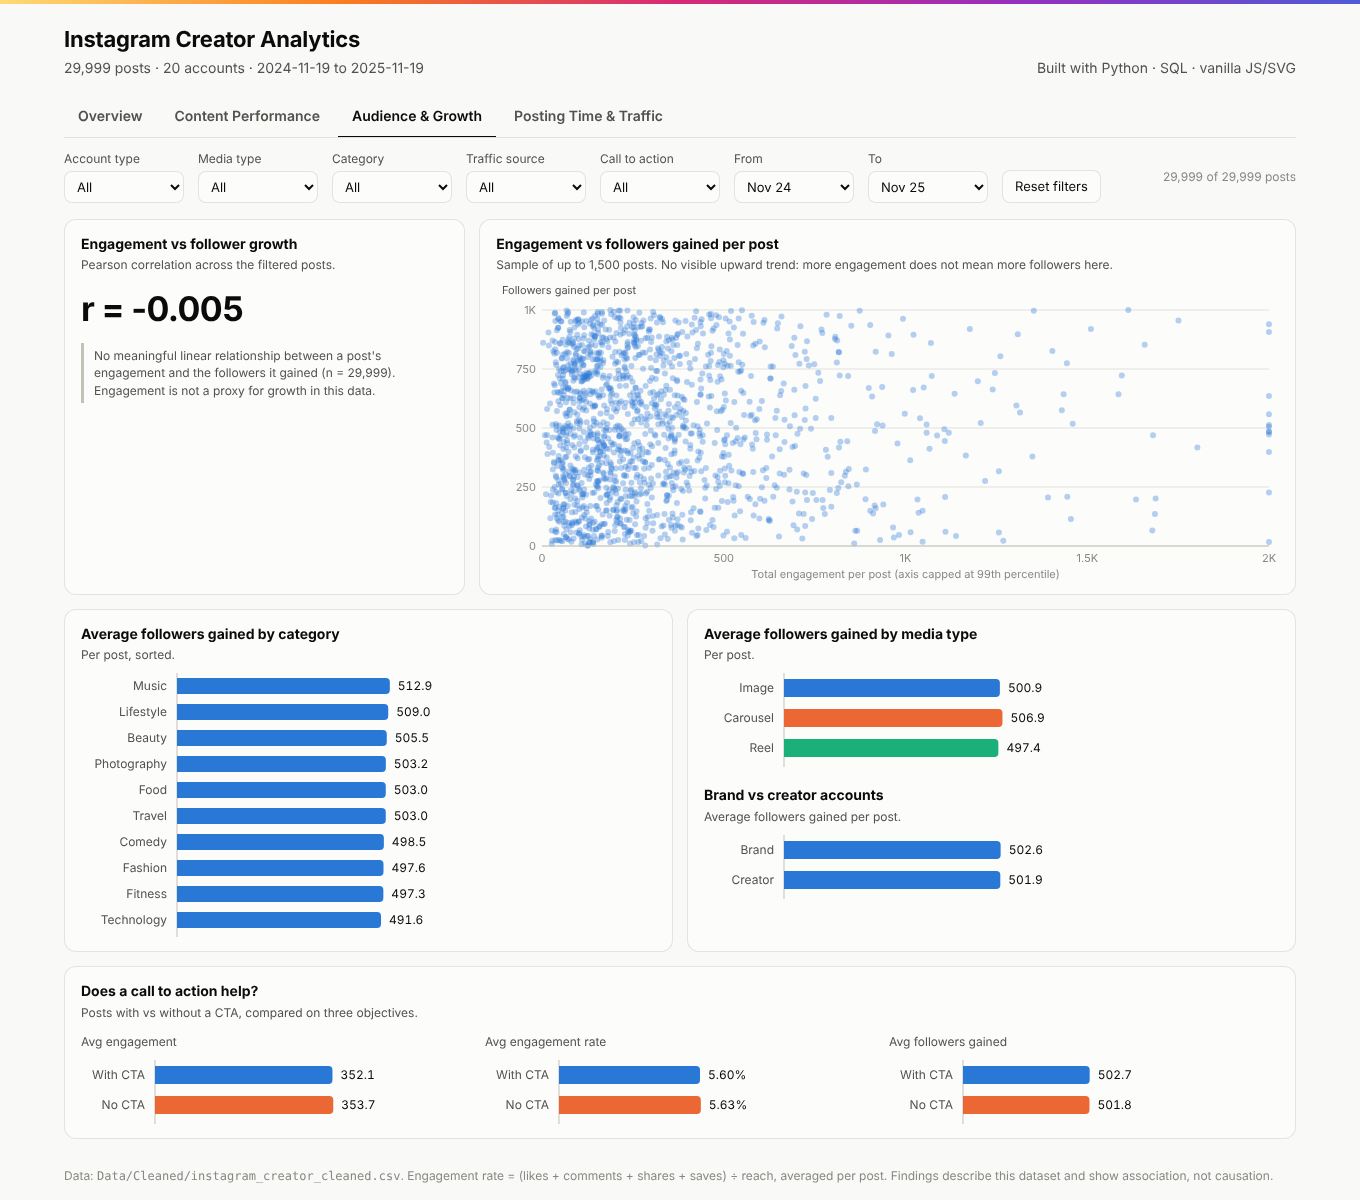 Instagram Creator Analytics
29,999 posts · 20 accounts · 2024-11-19 to 2025-11-19
Built with Python · SQL · vanilla JS/SVG
Overview
Content Performance
Audience & Growth
Posting Time & Traffic
Account type
Media type
Category
Traffic source
Call to action
From
To
All
All
All
All
All
Nov 24
Nov 25
Reset filters
29,999 of 29,999 posts
Engagement vs follower growth
Pearson correlation across the filtered posts.
r = -0.005
No meaningful linear relationship between a post's
engagement and the followers it gained (n = 29,999).
Engagement is not a proxy for growth in this data.
Engagement vs followers gained per post
Sample of up to 1,500 posts. No visible upward trend: more engagement does not mean more followers here.
Followers gained per post
1K
750
500
250
0
0
500
1K
1.5K
2K
Total engagement per post (axis capped at 99th percentile)
Average followers gained by category
Per post, sorted.
Music 512.9
Lifestyle 509.0
Beauty 505.5
Photography 503.2
Food 503.0
Travel 503.0
Comedy 498.5
Fashion 497.6
Fitness 497.3
Technology 491.6
Average followers gained by media type
Per post.
Image 500.9
Carousel 506.9
Reel 497.4
Brand vs creator accounts
Average followers gained per post.
Brand 502.6
Creator 501.9
Does a call to action help?
Posts with vs without a CTA, compared on three objectives.
Avg engagement
With CTA 352.1
No CTA 353.7
Avg engagement rate
With CTA 5.60%
No CTA 5.63%
Avg followers gained
With CTA 502.7
No CTA 501.8
Data: Data/Cleaned/instagram_creator_cleaned.csv. Engagement rate = (likes + comments + shares + saves) ÷ reach, averaged per post. Findings describe this dataset and show association, not causation.